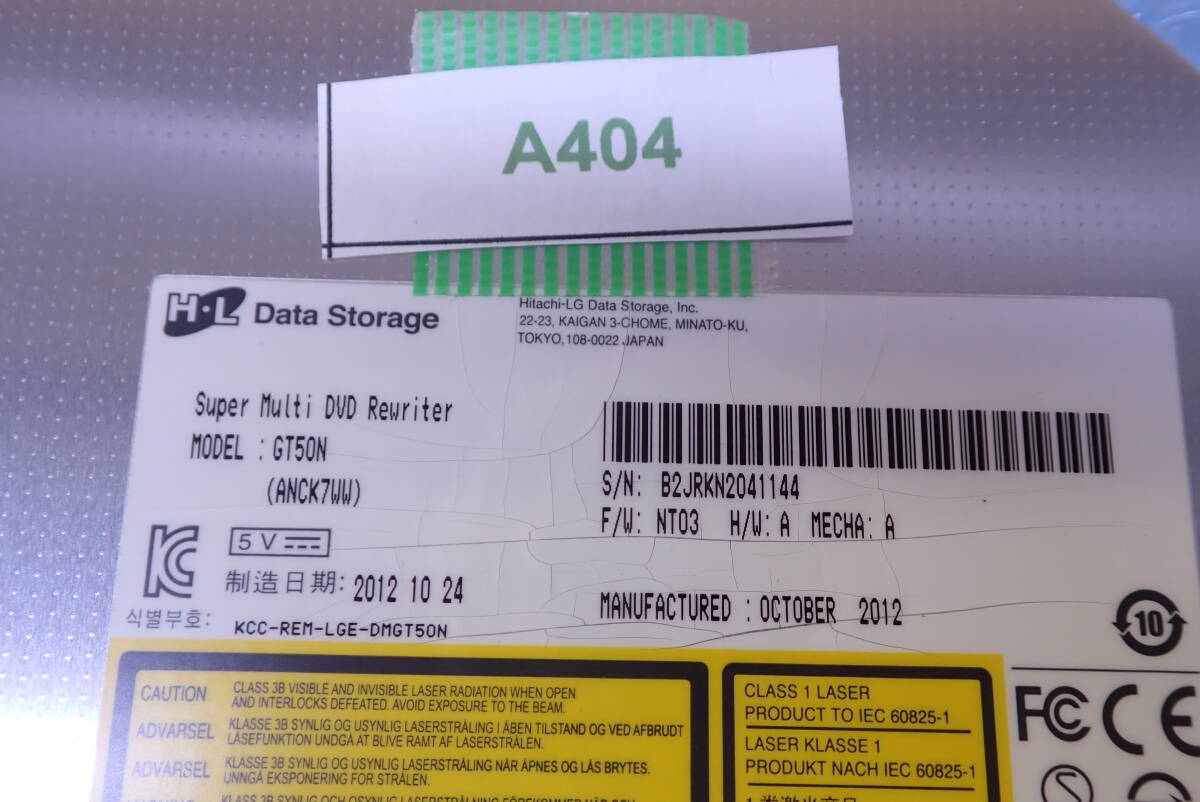 A404
H·L Data Storage
Hitachi-LG Data Storage, Inc.
22-23, KAIGAN 3-CHOME, MINATO-KU,
TOKYO, 108-0022 JAPAN
Super Multi DVD Rewriter
MODEL : GT50N
(ANCK7WW)
S/N: B2JRKN2041144
F/W: NT03 H/W: A MECHA: A
5 V
制造日期: 2012 10 24
MANUFACTURED : OCTOBER 2012
식별부호: KCC-REM-LGE-DMGT50N
10
CAUTION CLASS 3B VISIBLE AND INVISIBLE LASER RADIATION WHEN OPEN
AND INTERLOCKS DEFEATED. AVOID EXPOSURE TO THE BEAM.
ADVARSEL KLASSE 3B SYNLIG OG USYNLIG LASERSTRÅLING I ÅBEN TILSTAND OG VED AFBRUDT
LÅSEFUNKTION UNDGÅ AT BLIVE RAMT AF LASERSTRÅLEN.
ADVARSEL KLASSE 3B SYNLIG OG USYNLIG LASERSTRÅLING NÅR ÅPNES OG LÅS BRYTES.
UNNGÅ EKSPONERING FOR STRÅLEN.
CLASS 1 LASER
PRODUCT TO IEC 60825-1
LASER KLASSE 1
PRODUKT NACH IEC 60825-1
FC CE